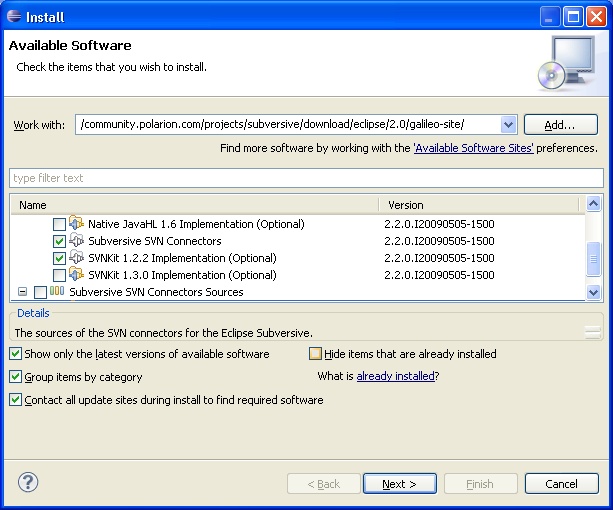 Install
Available Software
Check the items that you wish to install.
Work with: /community.polarion.com/projects/subversive/download/eclipse/2.0/galileo-site/ Add...
Find more software by working with the 'Available Software Sites' preferences.
type filter text
Name Version
Native JavaHL 1.6 Implementation (Optional) 2.2.0.I20090505-1500
Subversive SVN Connectors 2.2.0.I20090505-1500
SVNKit 1.2.2 Implementation (Optional) 2.2.0.I20090505-1500
SVNKit 1.3.0 Implementation (Optional) 2.2.0.I20090505-1500
Subversive SVN Connectors Sources
Details
The sources of the SVN connectors for the Eclipse Subversive.
Show only the latest versions of available software Hide items that are already installed
Group items by category What is already installed?
Contact all update sites during install to find required software
? < Back Next > Finish Cancel